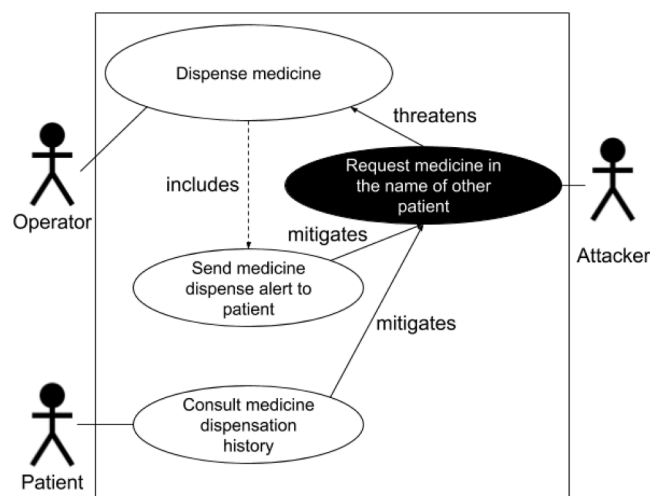 Dispense medicine
threatens
Request medicine in
the name of other
patient
includes
Operator
mitigates
Attacker
Send medicine
dispense alert to
patient
mitigates
Consult medicine
dispensation
history
Patient